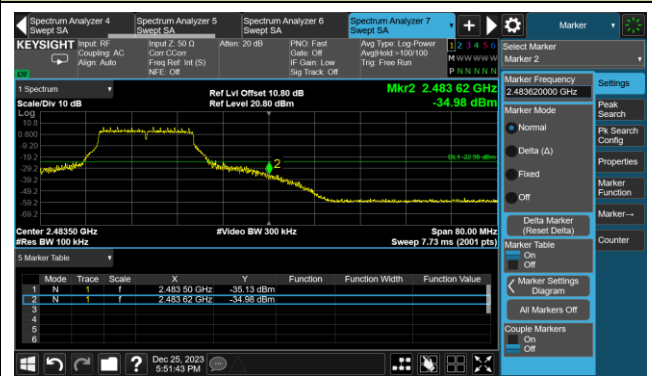 Spectrum Analyzer 4
Swept SA
Spectrum Analyzer 5
Swept SA
Spectrum Analyzer 6
Swept SA
Spectrum Analyzer 7
Swept SA
Marker
KEYSIGHT
Input: RF
Coupling: AC
Align: Auto
Input Z: 50 Ω
Corr CCorr
Freq Ref: Int (S)
NFE: Off
Atten: 20 dB
PNO: Fast
Gate: Off
IF Gain: Low
Sig Track: Off
Avg Type: Log-Power
Avg|Hold:>100/100
Trig: Free Run
1 2 3 4 5 6
M W W W W W
P N N N N N
Select Marker
Marker 2
1 Spectrum
Scale/Div 10 dB
Log
Ref Lvl Offset 10.80 dB
Ref Level 20.80 dBm
Mkr2 2.483 62 GHz
-34.98 dBm
10.8
0.800
-9.20
-19.2
-29.2
-39.2
-49.2
-59.2
-69.2
DL1 -22.98 dBm
2
Center 2.48350 GHz
#Res BW 100 kHz
#Video BW 300 kHz
Span 80.00 MHz
Sweep 7.73 ms (2001 pts)
5 Marker Table
Mode Trace Scale X Y Function Function Width Function Value
1 N 1 f 2.483 50 GHz -35.13 dBm
2 N 1 f 2.483 62 GHz -34.98 dBm
3
4
5
6
Marker Frequency
2.483620000 GHz
Marker Mode
Normal
Delta (Δ)
Fixed
Off
Delta Marker
(Reset Delta)
Marker Table
On
Off
Marker Settings
Diagram
All Markers Off
Couple Markers
On
Off
Settings
Peak
Search
Pk Search
Config
Properties
Marker
Function
Marker→
Counter
?
Dec 25, 2023
5:51:43 PM